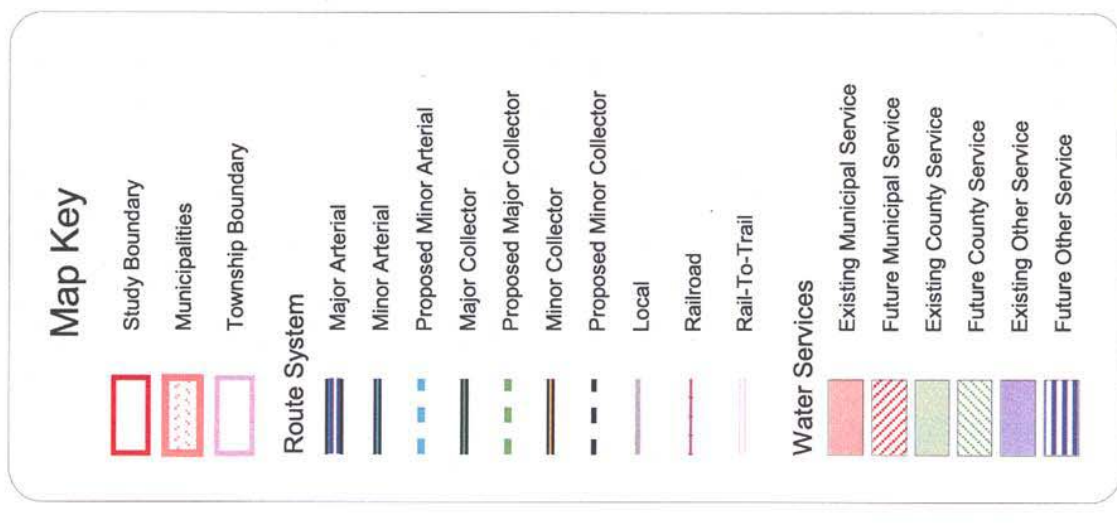 Map Key
Study Boundary
Municipalities
Township Boundary
Route System
Major Arterial
Minor Arterial
Proposed Minor Arterial
Major Collector
Proposed Major Collector
Minor Collector
Proposed Minor Collector
Local
Railroad
Rail-To-Trail
Water Services
Existing Municipal Service
Future Municipal Service
Existing County Service
Future County Service
Existing Other Service
Future Other Service